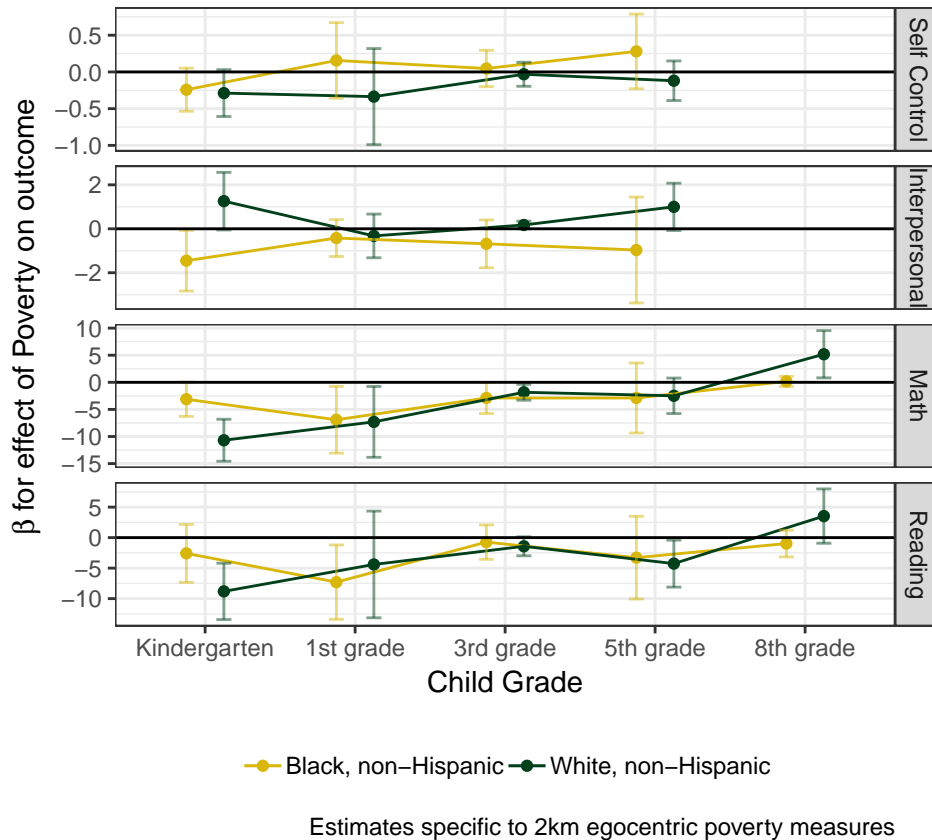 β for effect of Poverty on outcome
0.5
0.0
−0.5
−1.0
Self Control
2
0
−2
Interpersonal
10
5
0
−5
−10
−15
Math
5
0
−5
−10
Reading
Kindergarten 1st grade 3rd grade 5th grade 8th grade
Child Grade
Black, non−Hispanic White, non−Hispanic
Estimates specific to 2km egocentric poverty measures